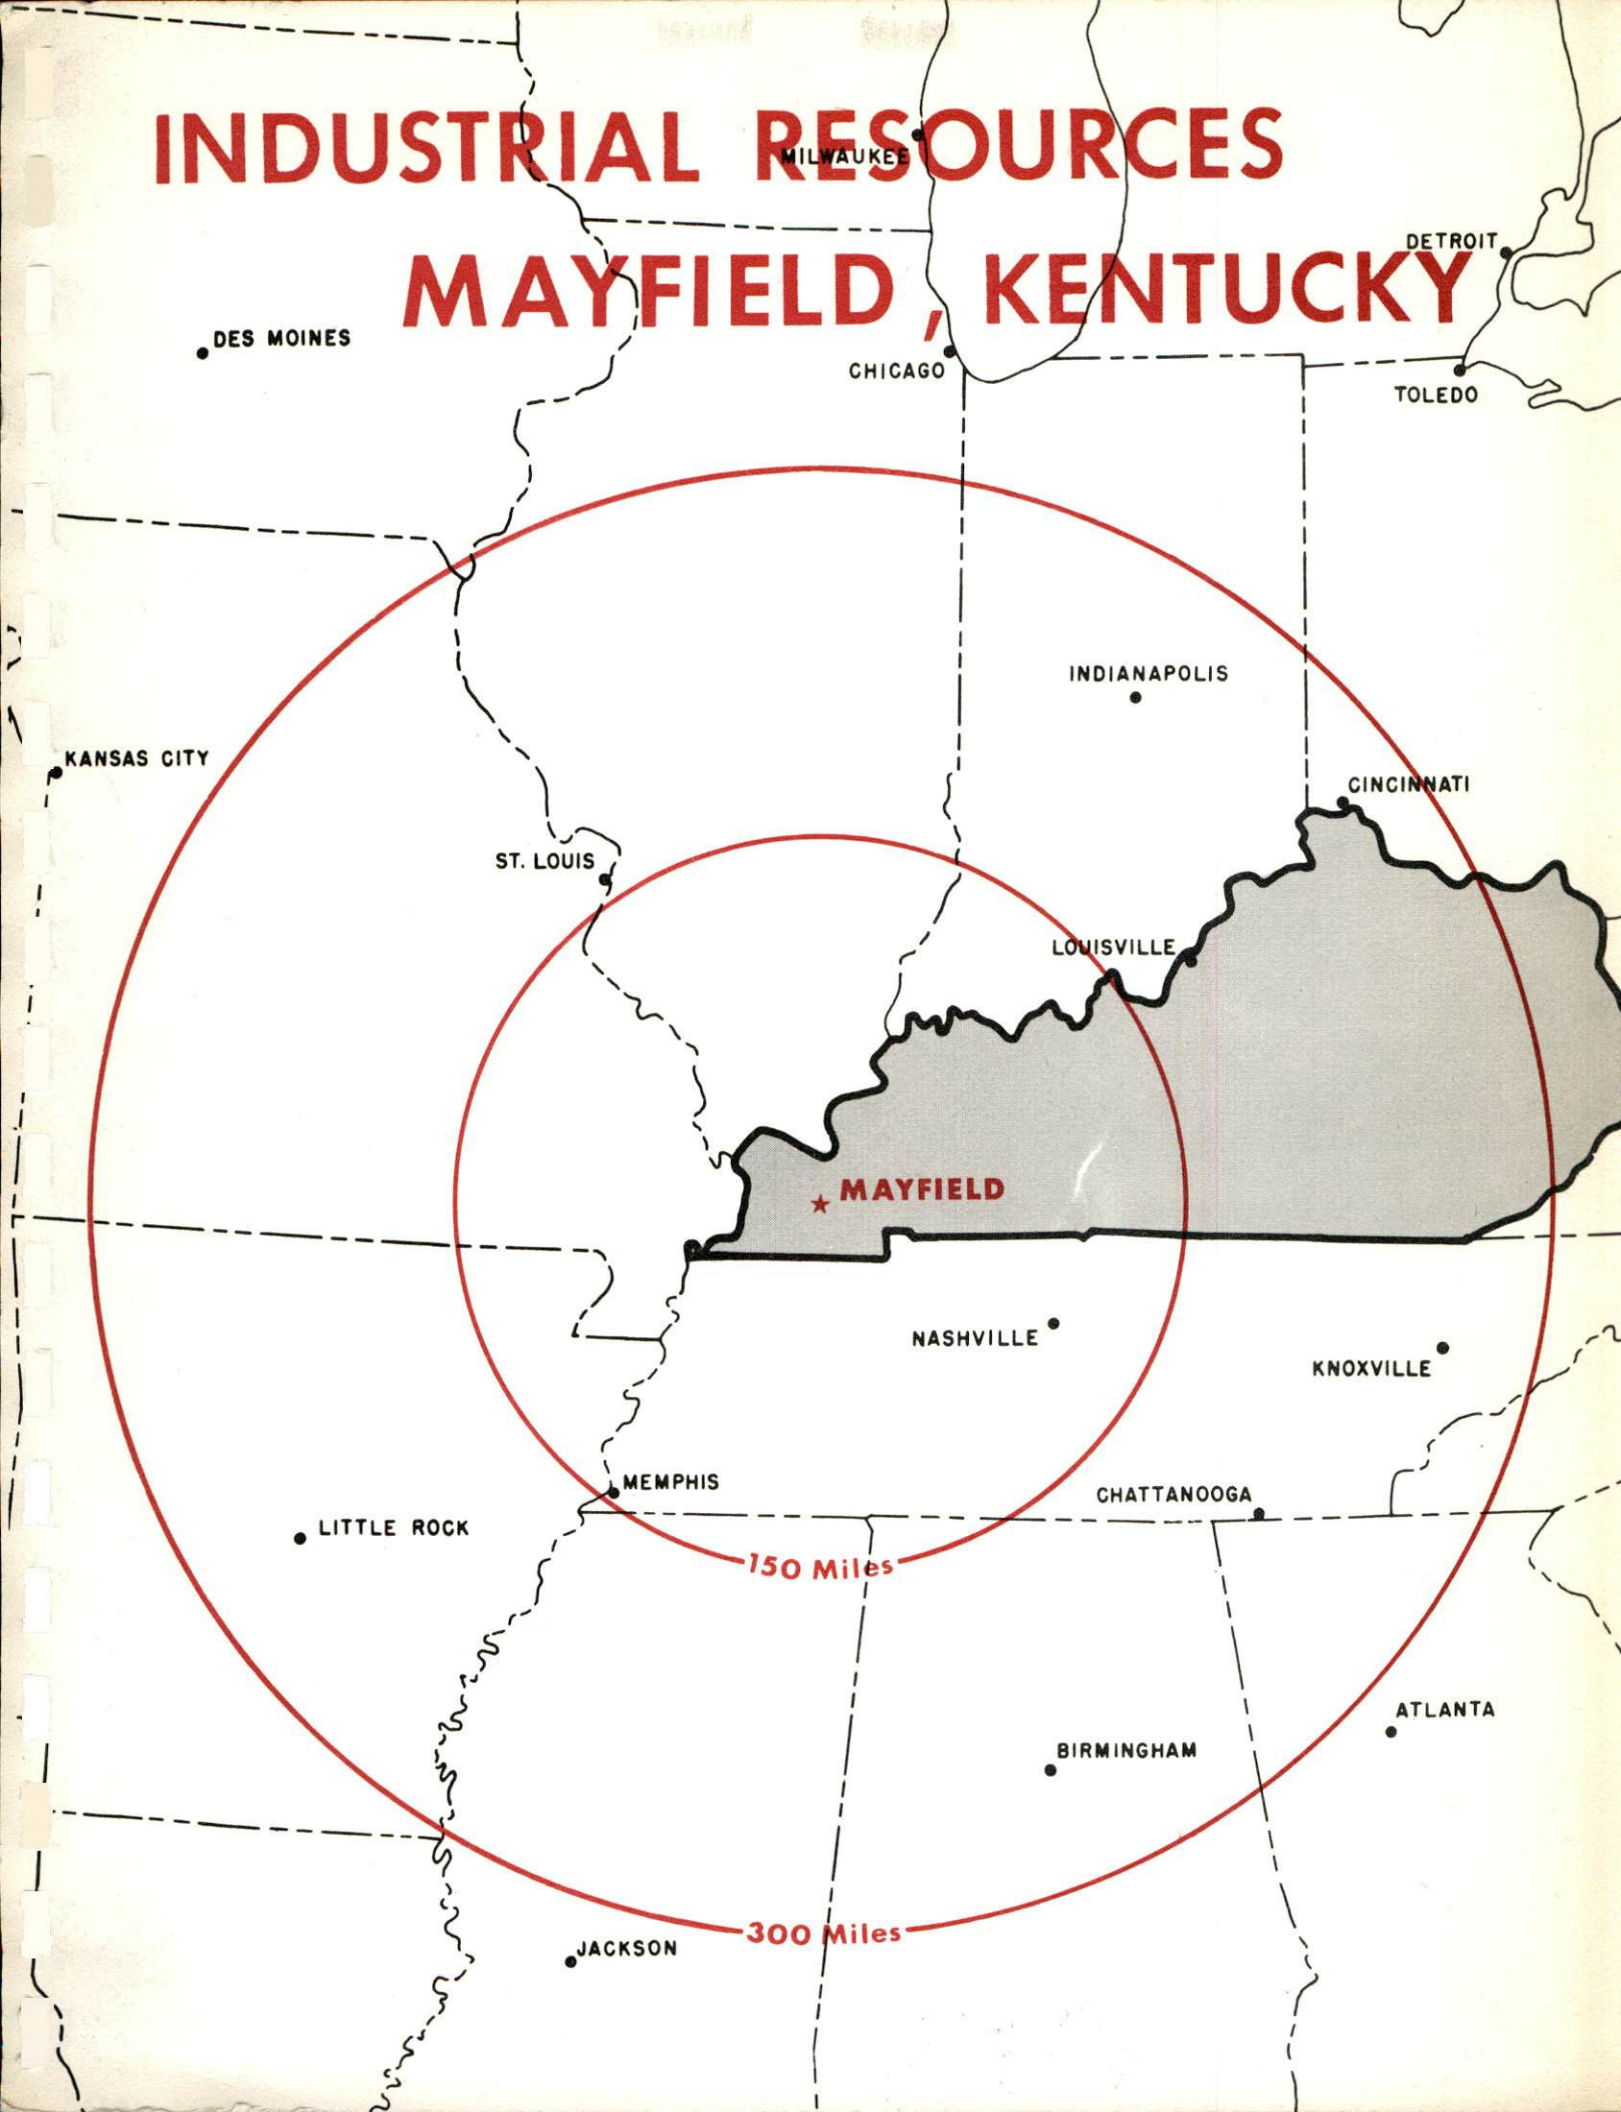 INDUSTRIAL RESOURCES
MILWAUKEE
MAYFIELD, KENTUCKY
DETROIT
DES MOINES
CHICAGO
TOLEDO
INDIANAPOLIS
KANSAS CITY
CINCINNATI
ST. LOUIS
LOUISVILLE
MAYFIELD
NASHVILLE
KNOXVILLE
MEMPHIS
CHATTANOOGA
LITTLE ROCK
150 Miles
ATLANTA
BIRMINGHAM
300 Miles
JACKSON